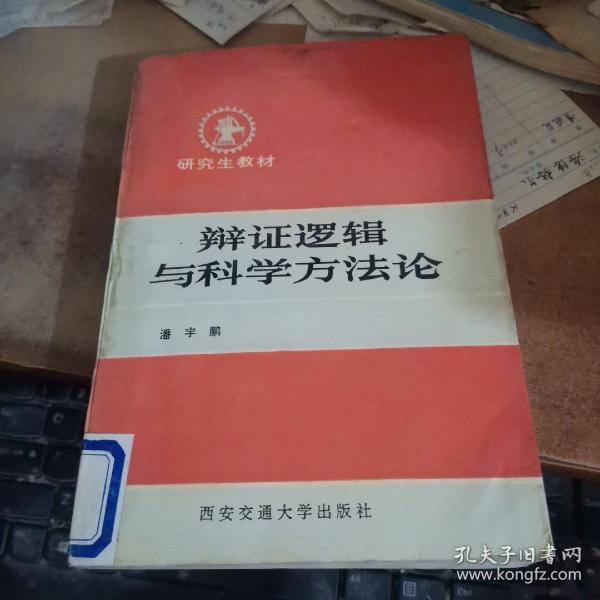 研究生教材
辩证逻辑
与科学方法论
潘宇鹏
西安交通大学出版社
孔夫子旧书网
www.kongfz.com